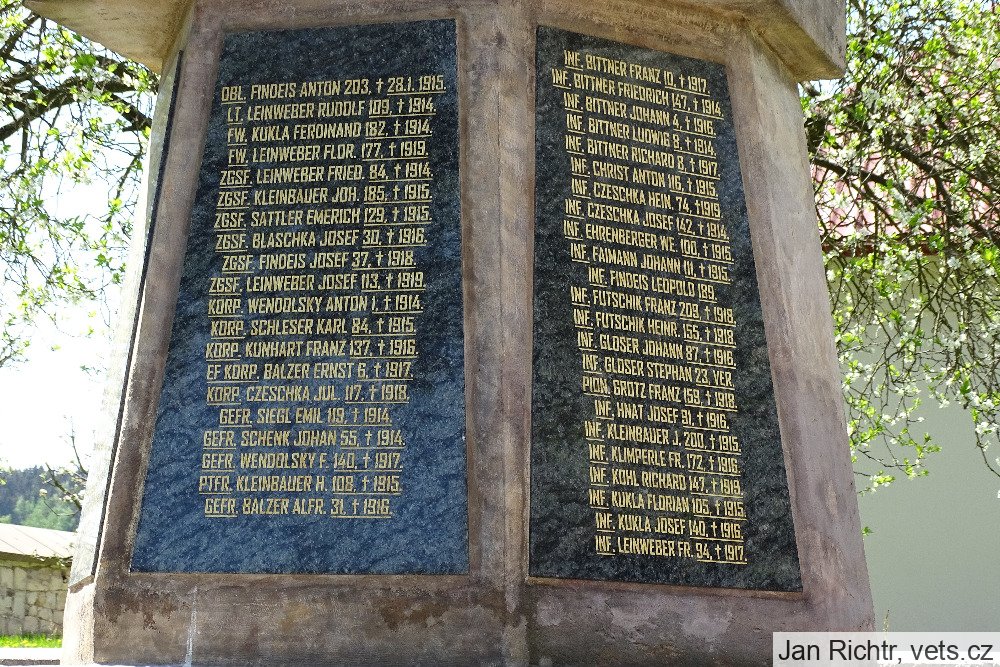 OBL. FINDEIS ANTON 203, † 28.1. 1915.
LT. LEINWEBER RUDOLF 109, † 1914.
FW. KUKLA FERDINAND 182, † 1914.
FW. LEINWEBER FLOR. 177, † 1919.
ZGSF. LEINWEBER FRIED. 84, † 1914.
ZGSF. KLEINBAUER JOH. 185, † 1915.
ZGSF. SATTLER EMERICH 129, † 1915.
ZGSF. BLASCHKA JOSEF 30, † 1916.
ZGSF. FINDEIS JOSEF 37, † 1918.
ZGSF. LEINWEBER JOSEF 113, † 1919.
KORP. WENDOLSKY ANTON 1, † 1914.
KORP. SCHLESER KARL 84, † 1915.
KORP. KUNHART FRANZ 137, † 1916.
EF KORP. BALZER ERNST 6, † 1917.
KORP. CZESCHKA JUL. 117, † 1918.
GEFR. SIEGL EMIL 119, † 1914.
GEFR. SCHENK JOHAN 55, † 1914.
GEFR. WENDOLSKY F. 140, † 1917.
PTFR. KLEINBAUER H. 108, † 1915.
GEFR. BALZER ALFR. 31, † 1916.
INF. BITTNER FRANZ 10, † 1917.
INF. BITTNER FRIEDRICH 147, † 1914.
INF. BITTNER JOHANN 4, † 1916.
INF. BITTNER LUDWIG 9, † 1914.
INF. BITTNER RICHARD 8, † 1917.
INF. CHRIST ANTON 116, † 1915.
INF. CZESCHKA HEIN. 74, † 1919.
INF. CZESCHKA JOSEF 142, † 1914.
INF. EHRENBERGER WE. 100, † 1916.
INF. FAIMANN JOHANN 111, † 1915.
INF. FINDEIS LEOPOLD 189.
INF. FUTSCHIK FRANZ 209, † 1918.
INF. FUTSCHIK HEINR. 155, † 1918.
INF. GLOSER JOHANN 87, † 1918.
INF. GLOSER STEPHAN 23, VER.
PION. GROTZ FRANZ 159, † 1918.
INF. HNAT JOSEF 91, † 1916.
INF. KLEINBAUER J. 200, † 1915.
INF. KLIMPERLE FR. 172, † 1916.
INF. KOHL RICHARD 147, † 1919.
INF. KUKLA FLORIAN 105, † 1915.
INF. KUKLA JOSEF 140, † 1916.
INF. LEINWEBER FR. 94, † 1917.
Jan Richtr, vets.cz